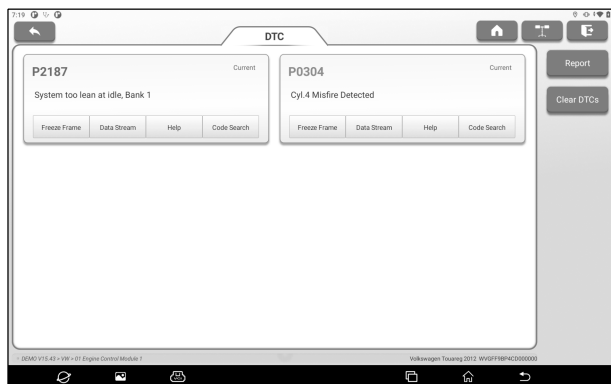 7:19
DTC
P2187
Current
System too lean at idle, Bank 1
Freeze Frame
Data Stream
Help
Code Search
P0304
Current
Cyl.4 Misfire Detected
Freeze Frame
Data Stream
Help
Code Search
Report
Clear DTCs
DEMO V15.43 > VW > 01 Engine Control Module 1
Volkswagen Touareg 2012 WVGFF9BP4CD000000